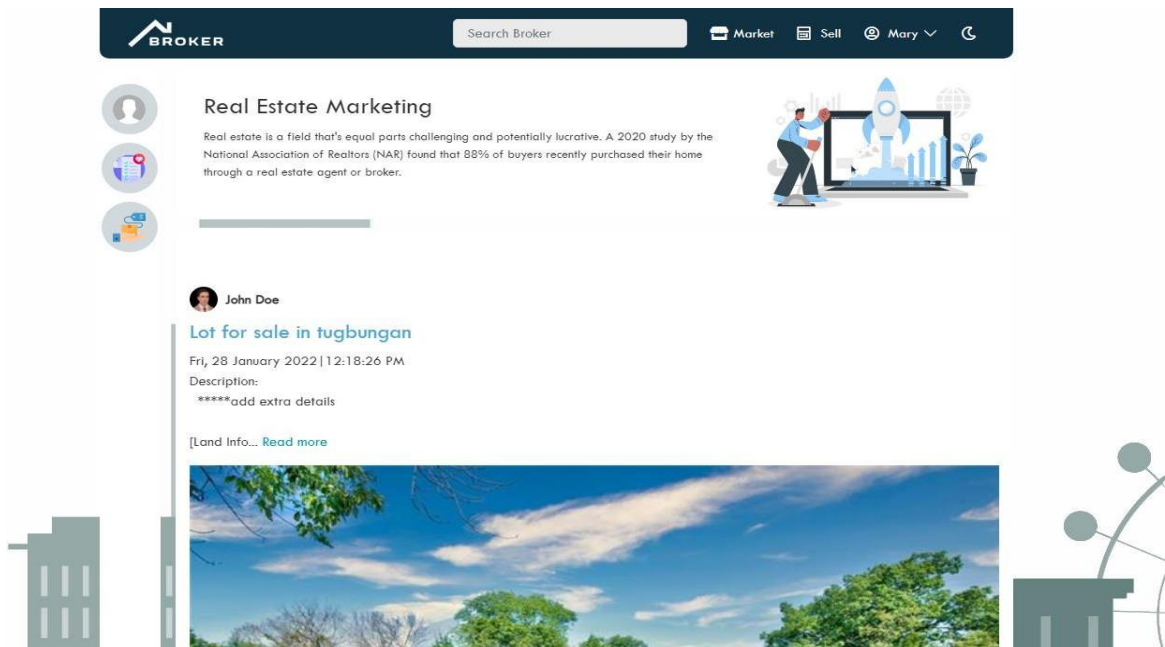 BROKER
Search Broker
Market
Sell
Mary
Real Estate Marketing
Real estate is a field that's equal parts challenging and potentially lucrative. A 2020 study by the
National Association of Realtors (NAR) found that 88% of buyers recently purchased their home
through a real estate agent or broker.
John Doe
Lot for sale in tugbungan
Fri, 28 January 2022|12:18:26 PM
Description:
*****add extra details
[Land Info... Read more